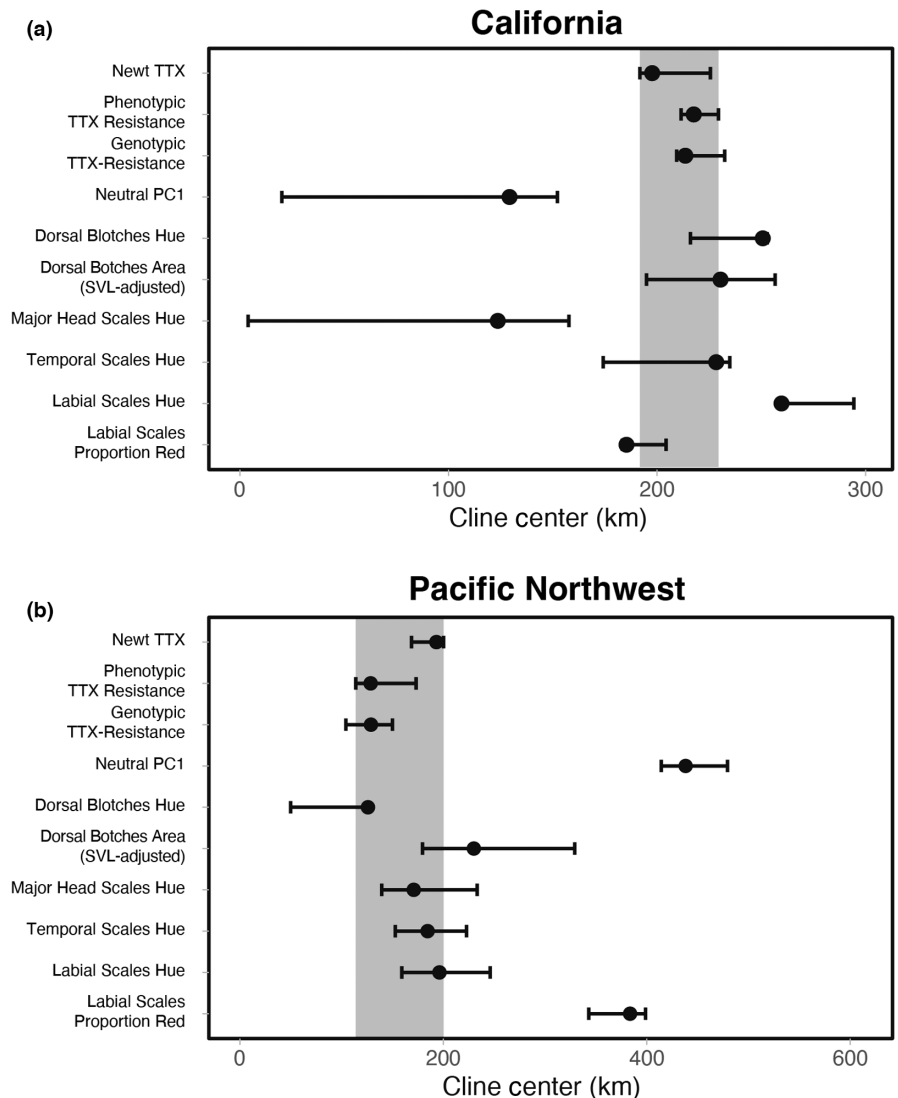 (a)
California
Newt TTX
Phenotypic
TTX Resistance
Genotypic
TTX-Resistance
Neutral PC1
Dorsal Blotches Hue
Dorsal Botches Area
(SVL-adjusted)
Major Head Scales Hue
Temporal Scales Hue
Labial Scales Hue
Labial Scales
Proportion Red
0 100 200 300
Cline center (km)
(b)
Pacific Northwest
Newt TTX
Phenotypic
TTX Resistance
Genotypic
TTX-Resistance
Neutral PC1
Dorsal Blotches Hue
Dorsal Botches Area
(SVL-adjusted)
Major Head Scales Hue
Temporal Scales Hue
Labial Scales Hue
Labial Scales
Proportion Red
0 200 400 600
Cline center (km)